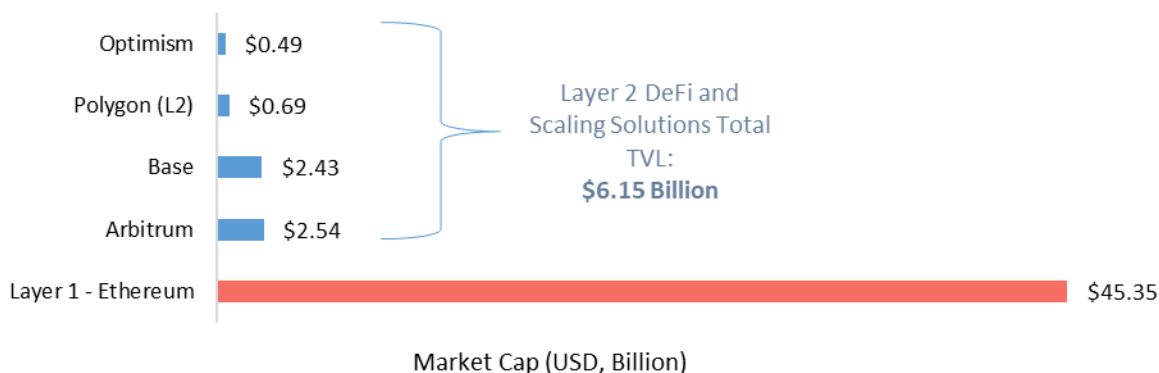 Optimism
$0.49
Polygon (L2)
$0.69
Base
$2.43
Arbitrum
$2.54
Layer 1 - Ethereum
$45.35
Layer 2 DeFi and
Scaling Solutions Total
TVL:
$6.15 Billion
Market Cap (USD, Billion)